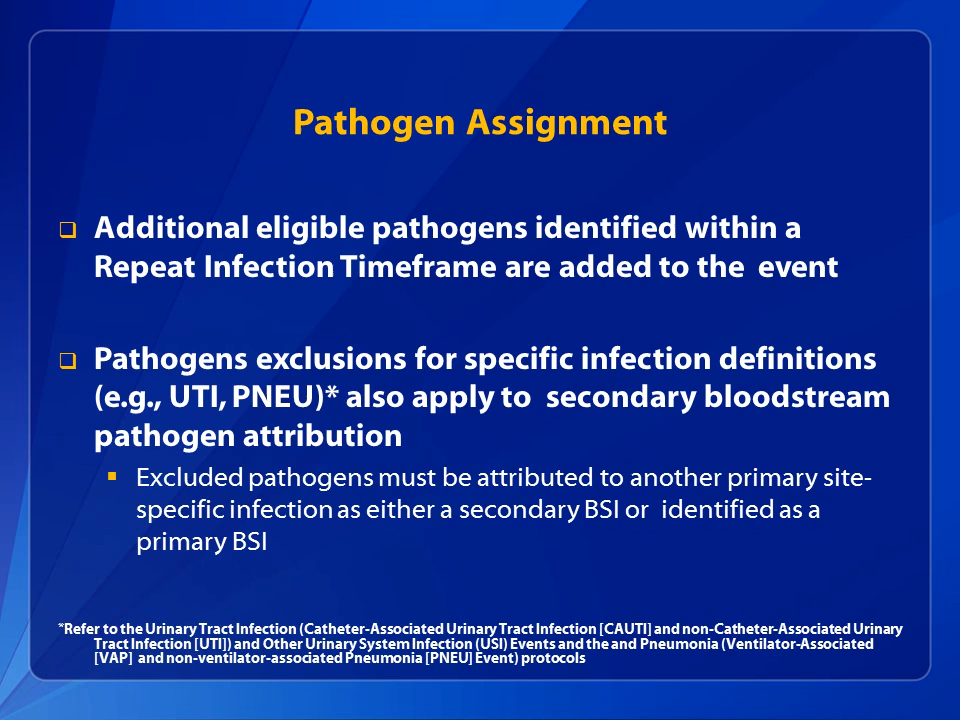 Pathogen Assignment
Additional eligible pathogens identified within a
Repeat Infection Timeframe are added to the event
Pathogens exclusions for specific infection definitions
(e.g., UTI, PNEU)* also apply to secondary bloodstream
pathogen attribution
Excluded pathogens must be attributed to another primary site-
specific infection as either a secondary BSI or identified as a
primary BSI
*Refer to the Urinary Tract Infection (Catheter-Associated Urinary Tract Infection [CAUTI] and non-Catheter-Associated Urinary
Tract Infection [UTI]) and Other Urinary System Infection (USI) Events and the and Pneumonia (Ventilator-Associated
[VAP] and non-ventilator-associated Pneumonia [PNEU] Event) protocols